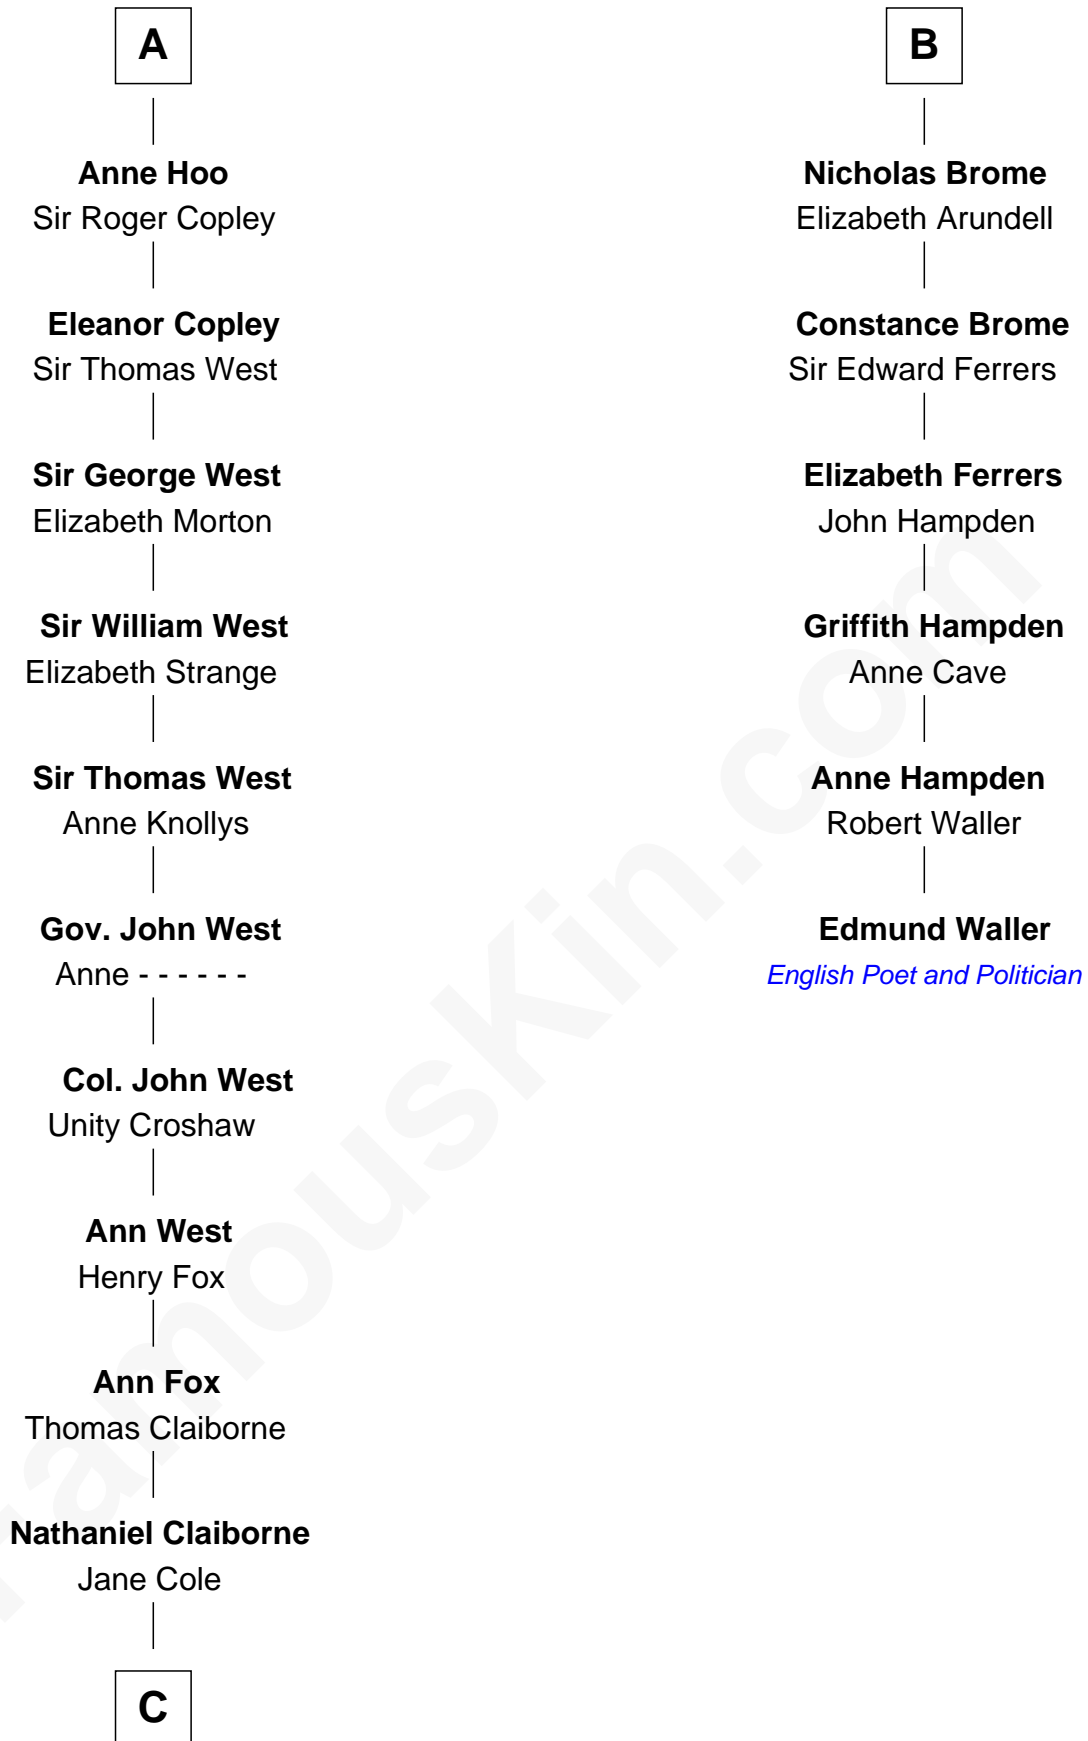 A
Anne Hoo
Sir Roger Copley
Eleanor Copley
Sir Thomas West
Sir George West
Elizabeth Morton
Sir William West
Elizabeth Strange
Sir Thomas West
Anne Knollys
Gov. John West
Anne - - - - - -
Col. John West
Unity Croshaw
Ann West
Henry Fox
Ann Fox
Thomas Claiborne
Nathaniel Claiborne
Jane Cole
C
B
Nicholas Brome
Elizabeth Arundell
Constance Brome
Sir Edward Ferrers
Elizabeth Ferrers
John Hampden
Griffith Hampden
Anne Cave
Anne Hampden
Robert Waller
Edmund Waller
English Poet and Politician
FamousKin.com